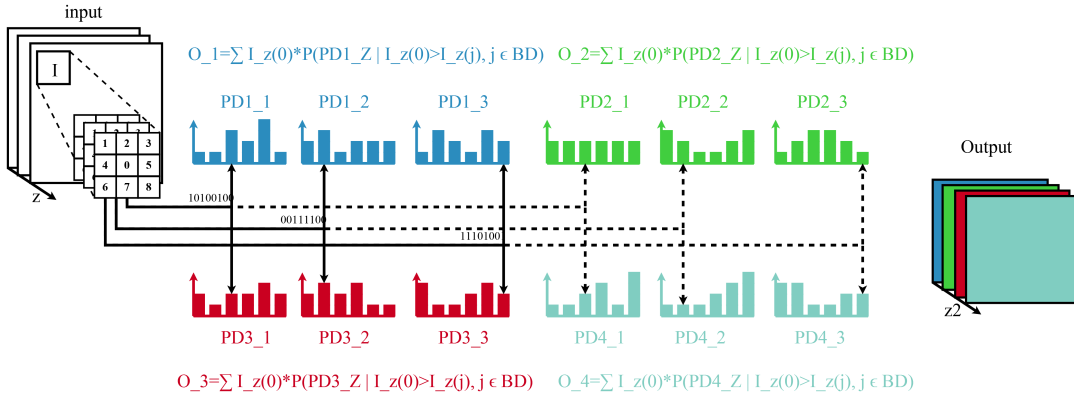 input
O_1=∑ I_z(0)*P(PD1_Z | I_z(0)>I_z(j), j ϵ BD)
O_2=∑ I_z(0)*P(PD2_Z | I_z(0)>I_z(j), j ϵ BD)
I
PD1_1
PD1_2
PD1_3
PD2_1
PD2_2
PD2_3
1 2 3
4 0 5
6 7 8
z
Output
10100100
00111100
1110100
z2
PD3_1
PD3_2
PD3_3
PD4_1
PD4_2
PD4_3
O_3=∑ I_z(0)*P(PD3_Z | I_z(0)>I_z(j), j ϵ BD)
O_4=∑ I_z(0)*P(PD4_Z | I_z(0)>I_z(j), j ϵ BD)